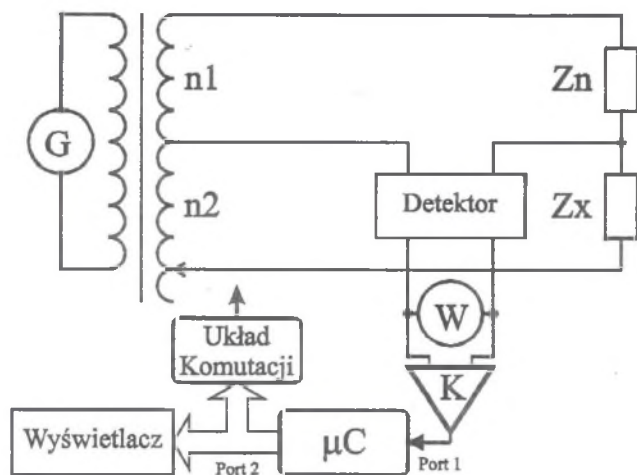 n1
Zn
G
n2
Detektor
Zx
W
Układ
Komutacji
K
Wyświetlacz
µC
Port 2
Port 1